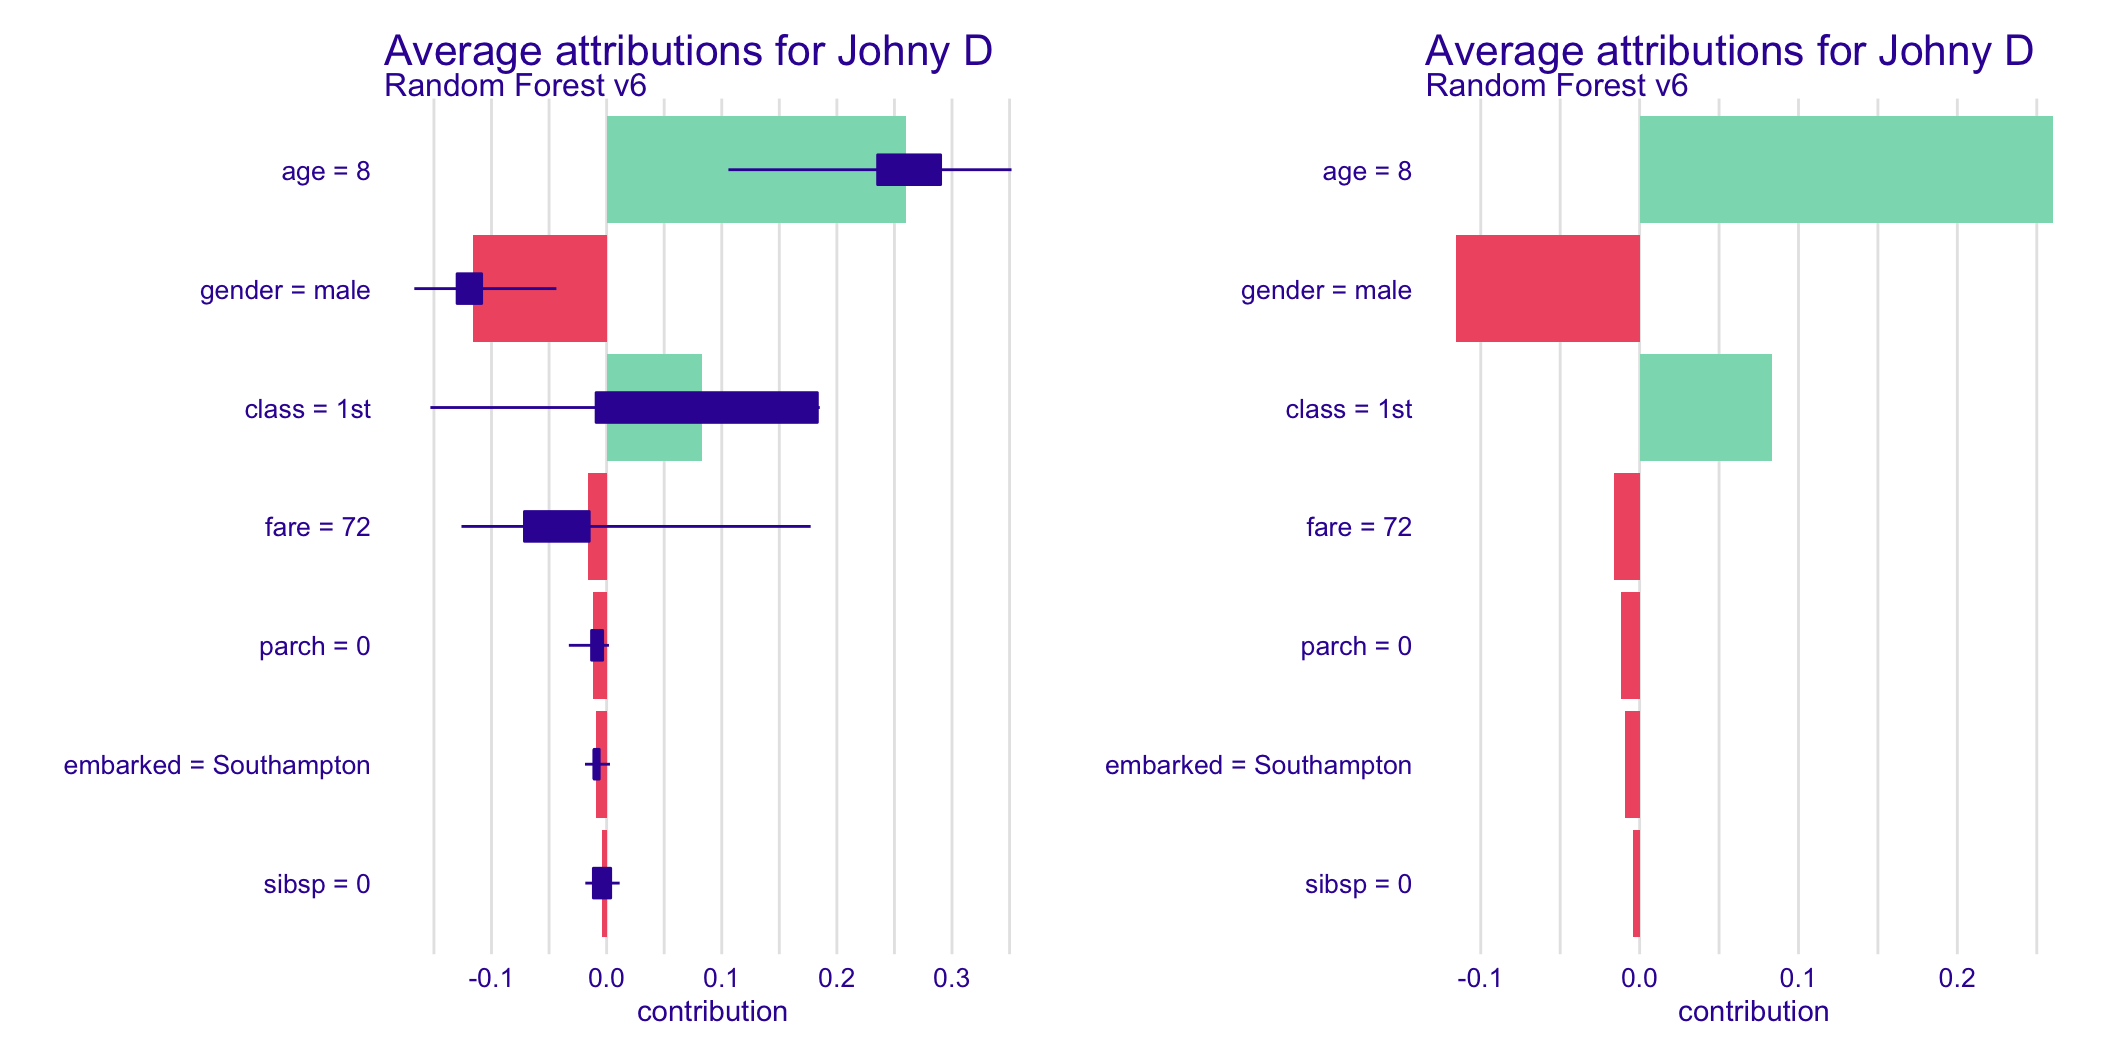 Average attributions for Johny D
Random Forest v6
age = 8
gender = male
class = 1st
fare = 72
parch = 0
embarked = Southampton
sibsp = 0
-0.1 0.0 0.1 0.2 0.3
contribution
Average attributions for Johny D
Random Forest v6
age = 8
gender = male
class = 1st
fare = 72
parch = 0
embarked = Southampton
sibsp = 0
-0.1 0.0 0.1 0.2
contribution